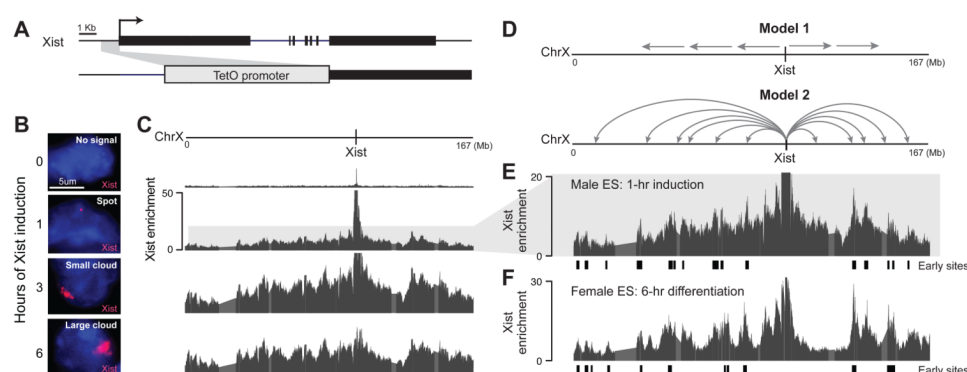 A
1 Kb
Xist
TetO promoter
B
Hours of Xist induction
0
No signal
5um
Xist
1
Spot
Xist
3
Small cloud
Xist
6
Large cloud
Xist
C
ChrX
0
Xist
167 (Mb)
Xist enrichment
50
0
D
Model 1
ChrX
0
Xist
167 (Mb)
Model 2
ChrX
0
Xist
167 (Mb)
E
Xist enrichment
20
0
Male ES: 1-hr induction
Early sites
F
Xist enrichment
30
0
Female ES: 6-hr differentiation
Early sites